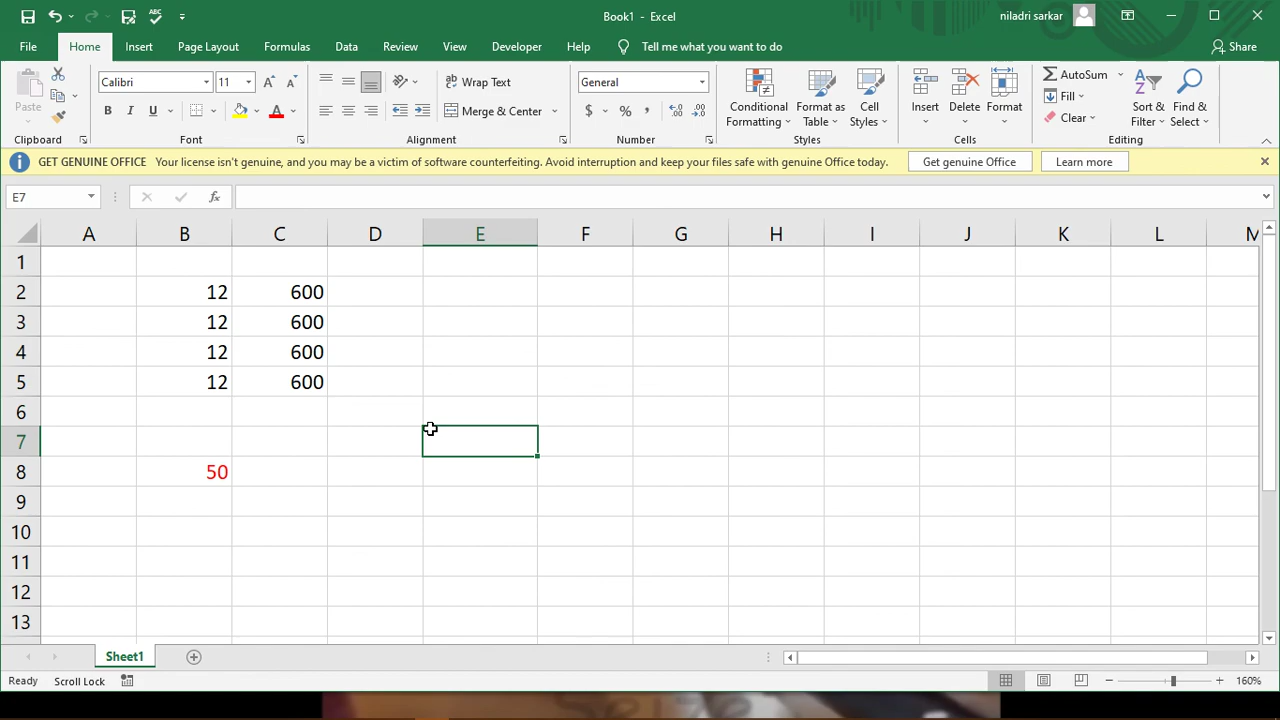 Book1 - Excel
niladri sarkar
File Home Insert Page Layout Formulas Data Review View Developer Help Tell me what you want to do Share
Paste
Clipboard
Calibri 11
B I U
Font
Wrap Text
Merge & Center
Alignment
General
$ % ,
Number
Conditional Formatting
Format as Table
Cell Styles
Styles
Insert Delete Format
Cells
AutoSum
Fill
Clear
Sort & Filter
Find & Select
Editing
GET GENUINE OFFICE Your license isn't genuine, and you may be a victim of software counterfeiting. Avoid interruption and keep your files safe with genuine Office today. Get genuine Office Learn more
E7 fx
A B C D E F G H I J K L M
1
2 12 600
3 12 600
4 12 600
5 12 600
6
7
8 50
9
10
11
12
13
Sheet1
Ready Scroll Lock 160%